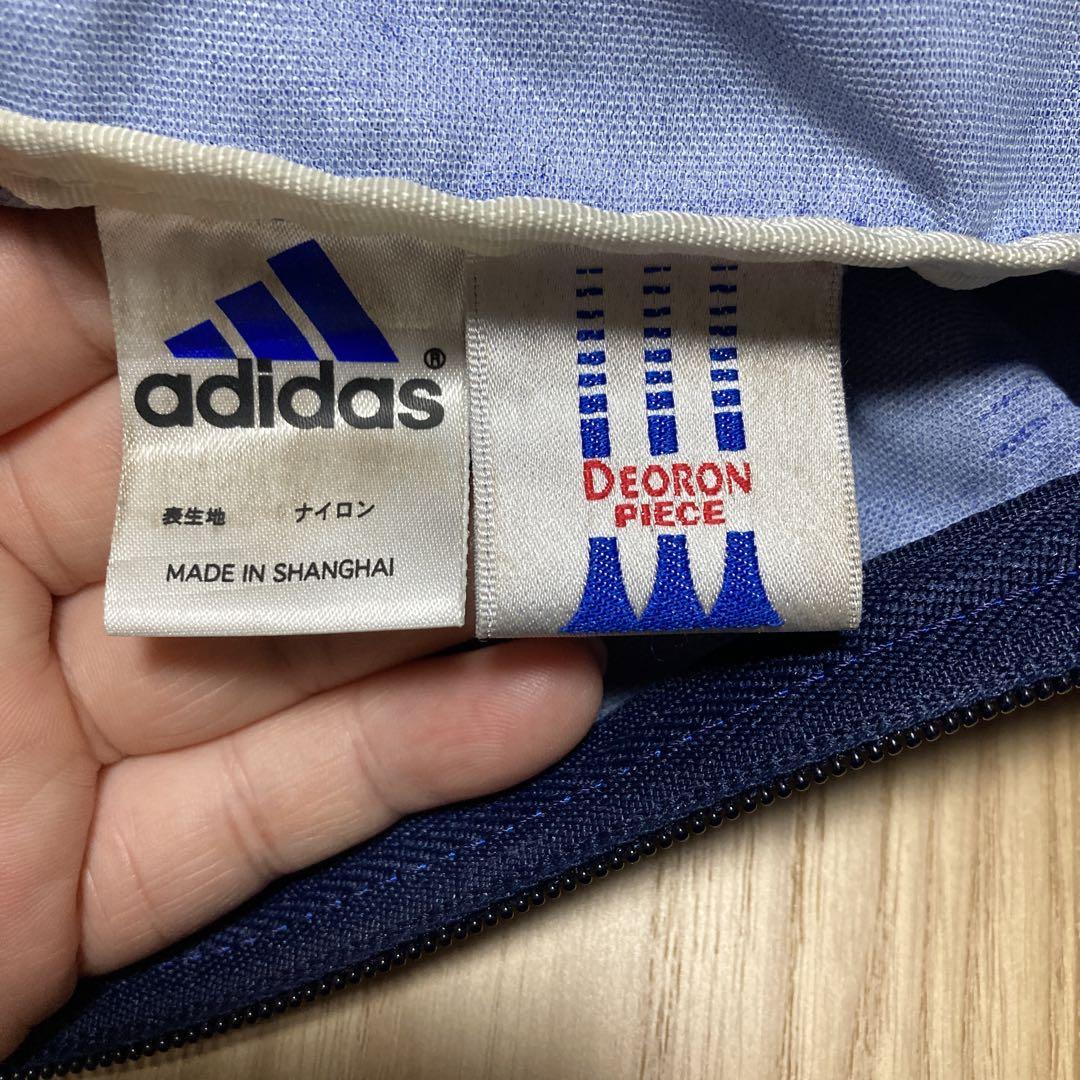 adidas®
表生地 ナイロン
MADE IN SHANGHAI
DEORON
PIECE